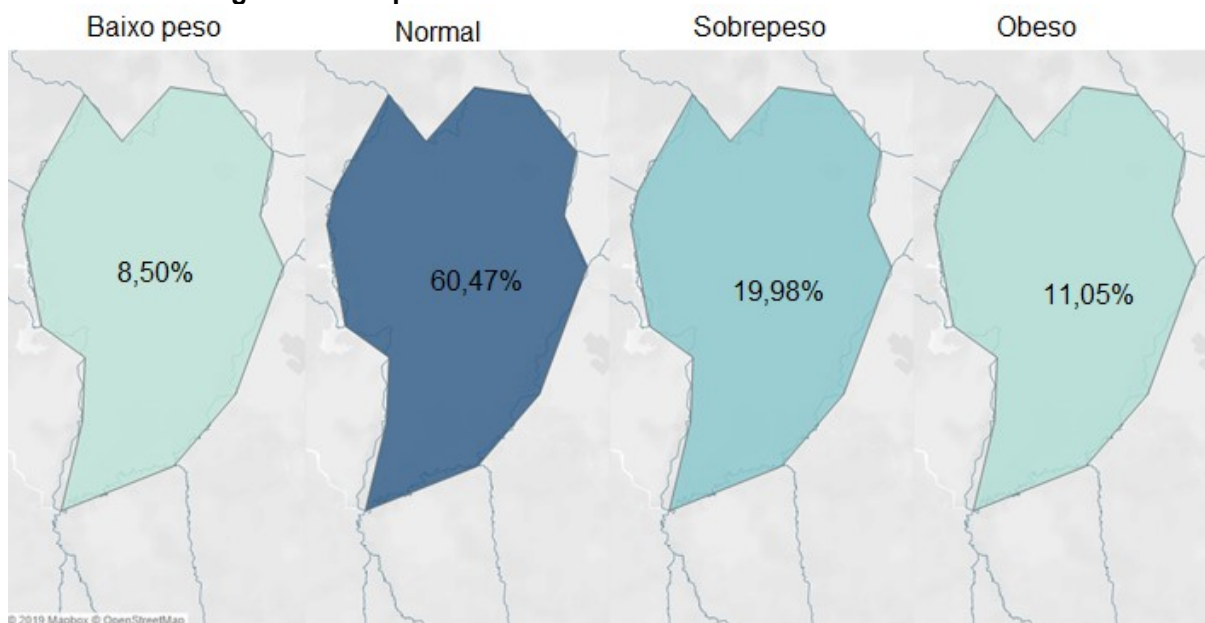 Baixo peso
Normal
Sobrepeso
Obeso
8,50%
60,47%
19,98%
11,05%
© 2019 Mapbox © OpenStreetMap